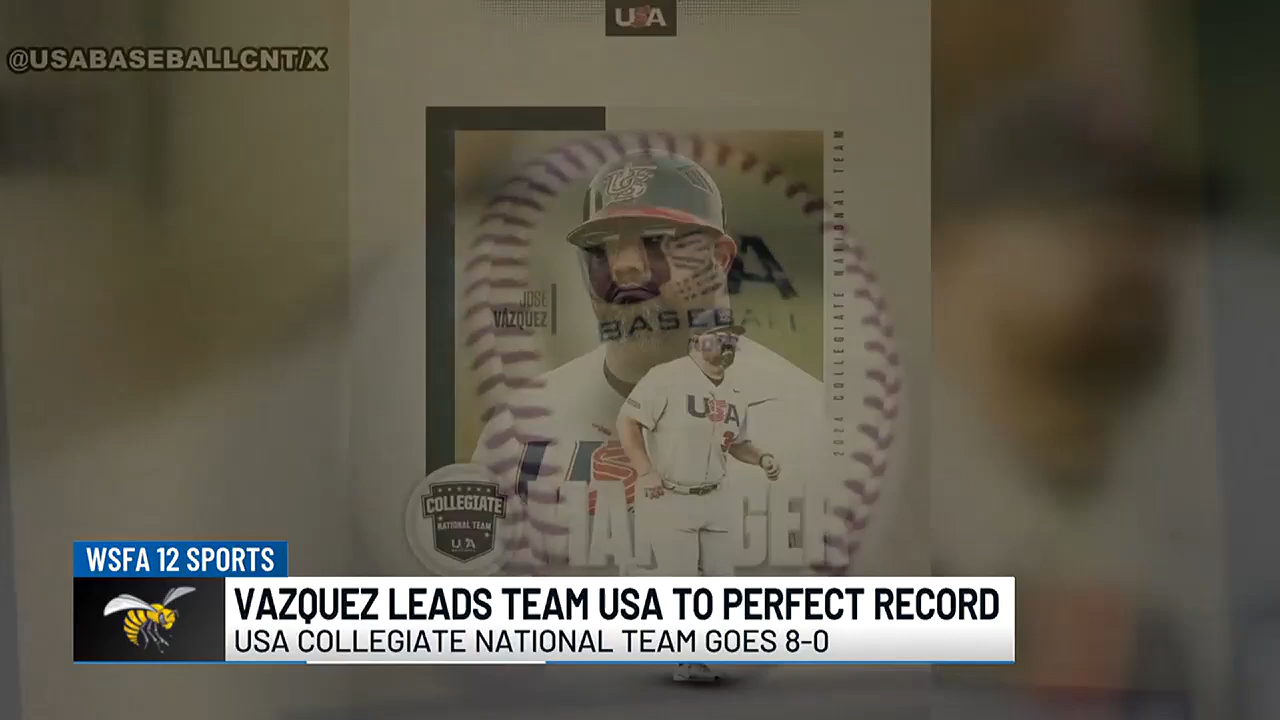 USA
@USABASEBALLCNT/X
2024 COLLEGIATE NATIONAL TEAM
JOSE
VÁZQUEZ
BASEBALL
USA
COLLEGIATE
NATIONAL TEAM
USA
WSFA 12 SPORTS
VAZQUEZ LEADS TEAM USA TO PERFECT RECORD
USA COLLEGIATE NATIONAL TEAM GOES 8-0